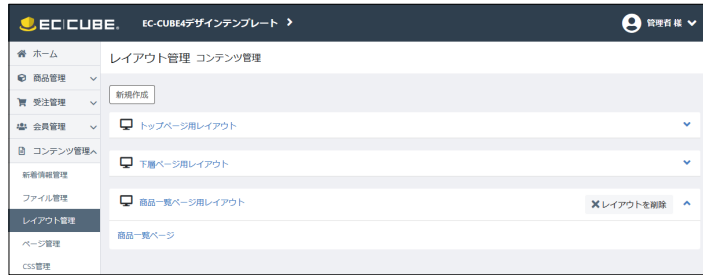 EC CUBE. EC-CUBE4デザインテンプレート 管理者 様
ホーム
商品管理
受注管理
会員管理
コンテンツ管理
新着情報管理
ファイル管理
レイアウト管理
ページ管理
CSS管理
レイアウト管理 コンテンツ管理
新規作成
トップページ用レイアウト
下層ページ用レイアウト
商品一覧ページ用レイアウト レイアウトを削除
商品一覧ページ